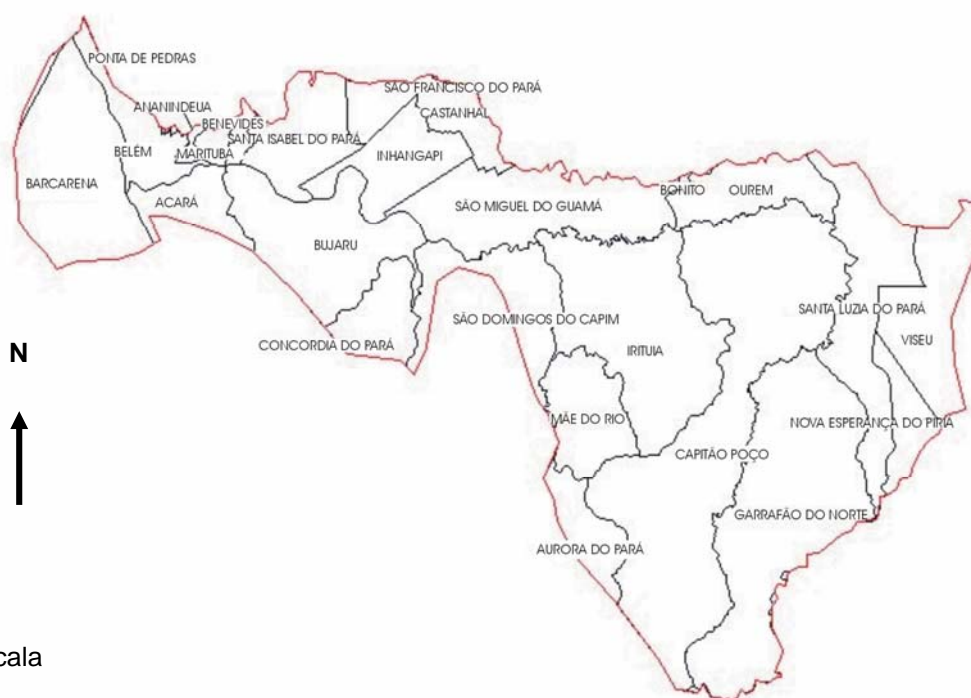 PONTA DE PEDRAS
SÃO FRANCISCO DO PARÁ
ANANINDEUA
CASTANHAL
BENEVIDES
SANTA ISABEL DO PARÁ
BELÉM
MARITUBA
INHANGAPI
BARCARENA
BONITO
OUREM
ACARÁ
SÃO MIGUEL DO GUAMÁ
BUJARU
SANTA LUZIA DO PARÁ
SÃO DOMINGOS DO CAPIM
VISEU
CONCORDIA DO PARÁ
IRITUIA
N
MÃE DO RIO
NOVA ESPERANÇA DO PIRIÁ
CAPITÃO POÇO
GARRAFÃO DO NORTE
AURORA DO PARÁ
cala